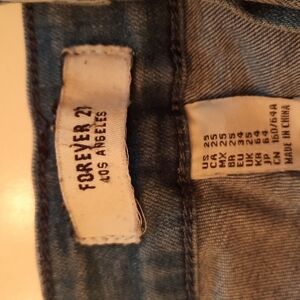 FOREVER 21
LOS ANGELES
US 25
CA 25
MX 25
BR 34
EU 34
UK 25
KR 64
JP 64
CN 160/64A
MADE IN CHINA